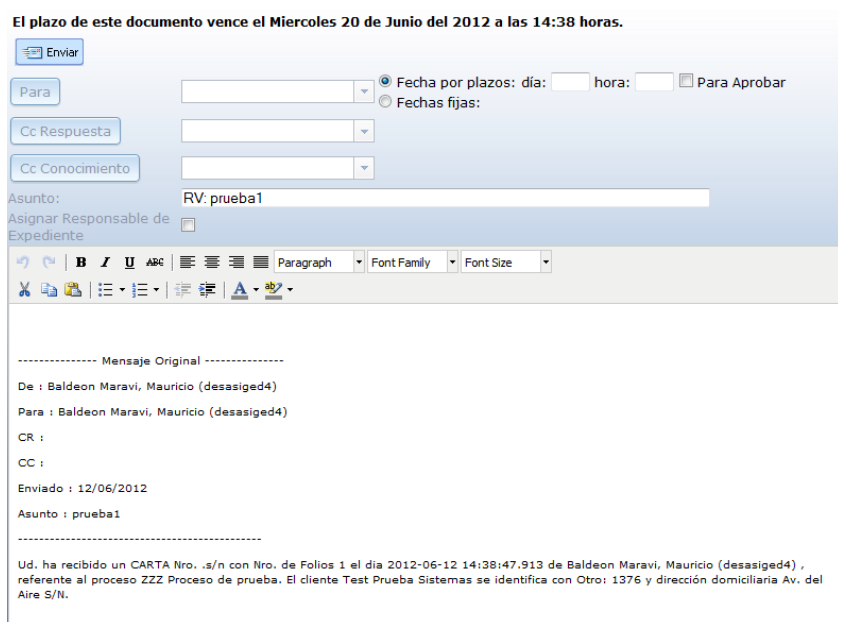 El plazo de este documento vence el Miercoles 20 de Junio del 2012 a las 14:38 horas.
Enviar
Para
Fecha por plazos: día: hora: Para Aprobar
Fechas fijas:
Cc Respuesta
Cc Conocimiento
Asunto: RV: prueba1
Asignar Responsable de
Expediente
B I U ABC Paragraph Font Family Font Size
A ab
--------------- Mensaje Original ---------------
De : Baldeon Maravi, Mauricio (desasiged4)
Para : Baldeon Maravi, Mauricio (desasiged4)
CR :
CC :
Enviado : 12/06/2012
Asunto : prueba1
----------------------------------------------
Ud. ha recibido un CARTA Nro. .s/n con Nro. de Folios 1 el dia 2012-06-12 14:38:47.913 de Baldeon Maravi, Mauricio (desasiged4) ,
referente al proceso ZZZ Proceso de prueba. El cliente Test Prueba Sistemas se identifica con Otro: 1376 y dirección domiciliaria Av. del
Aire S/N.